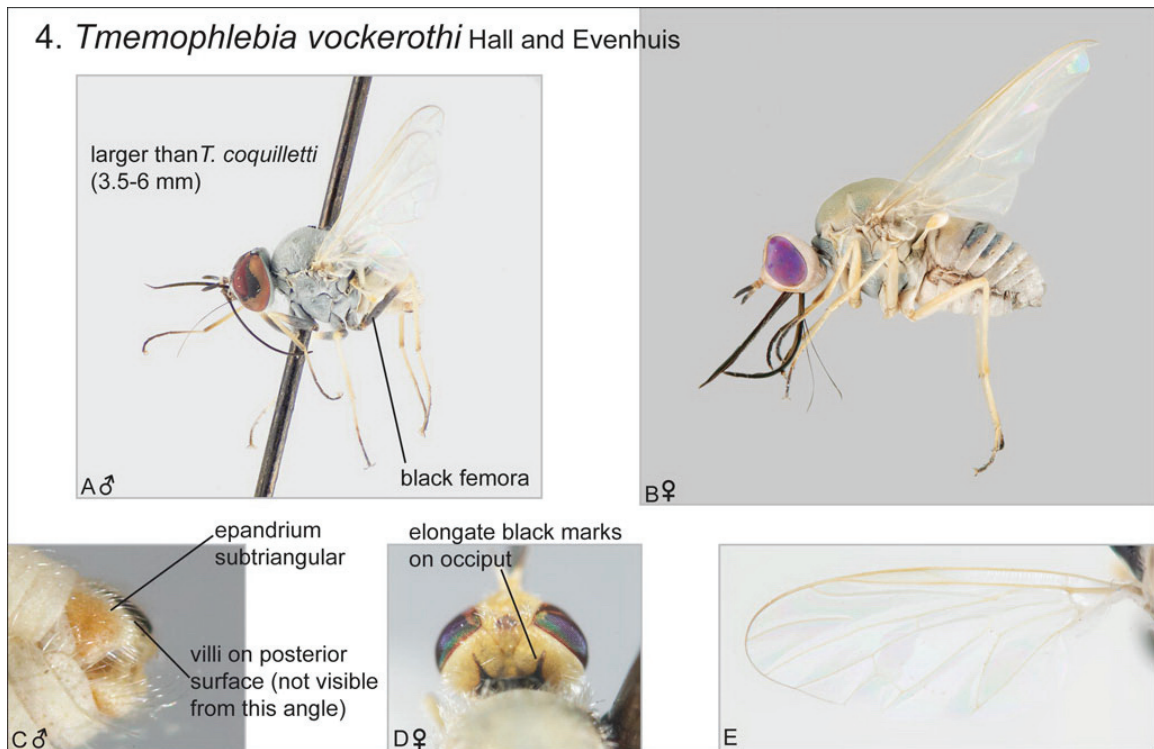 4. Tmemophlebia vockerothi Hall and Evenhuis
larger than T. coquilletti
(3.5-6 mm)
black femora
A♂
B♀
epandrium
subtriangular
villi on posterior
surface (not visible
from this angle)
C♂
elongate black marks
on occiput
D♀
E